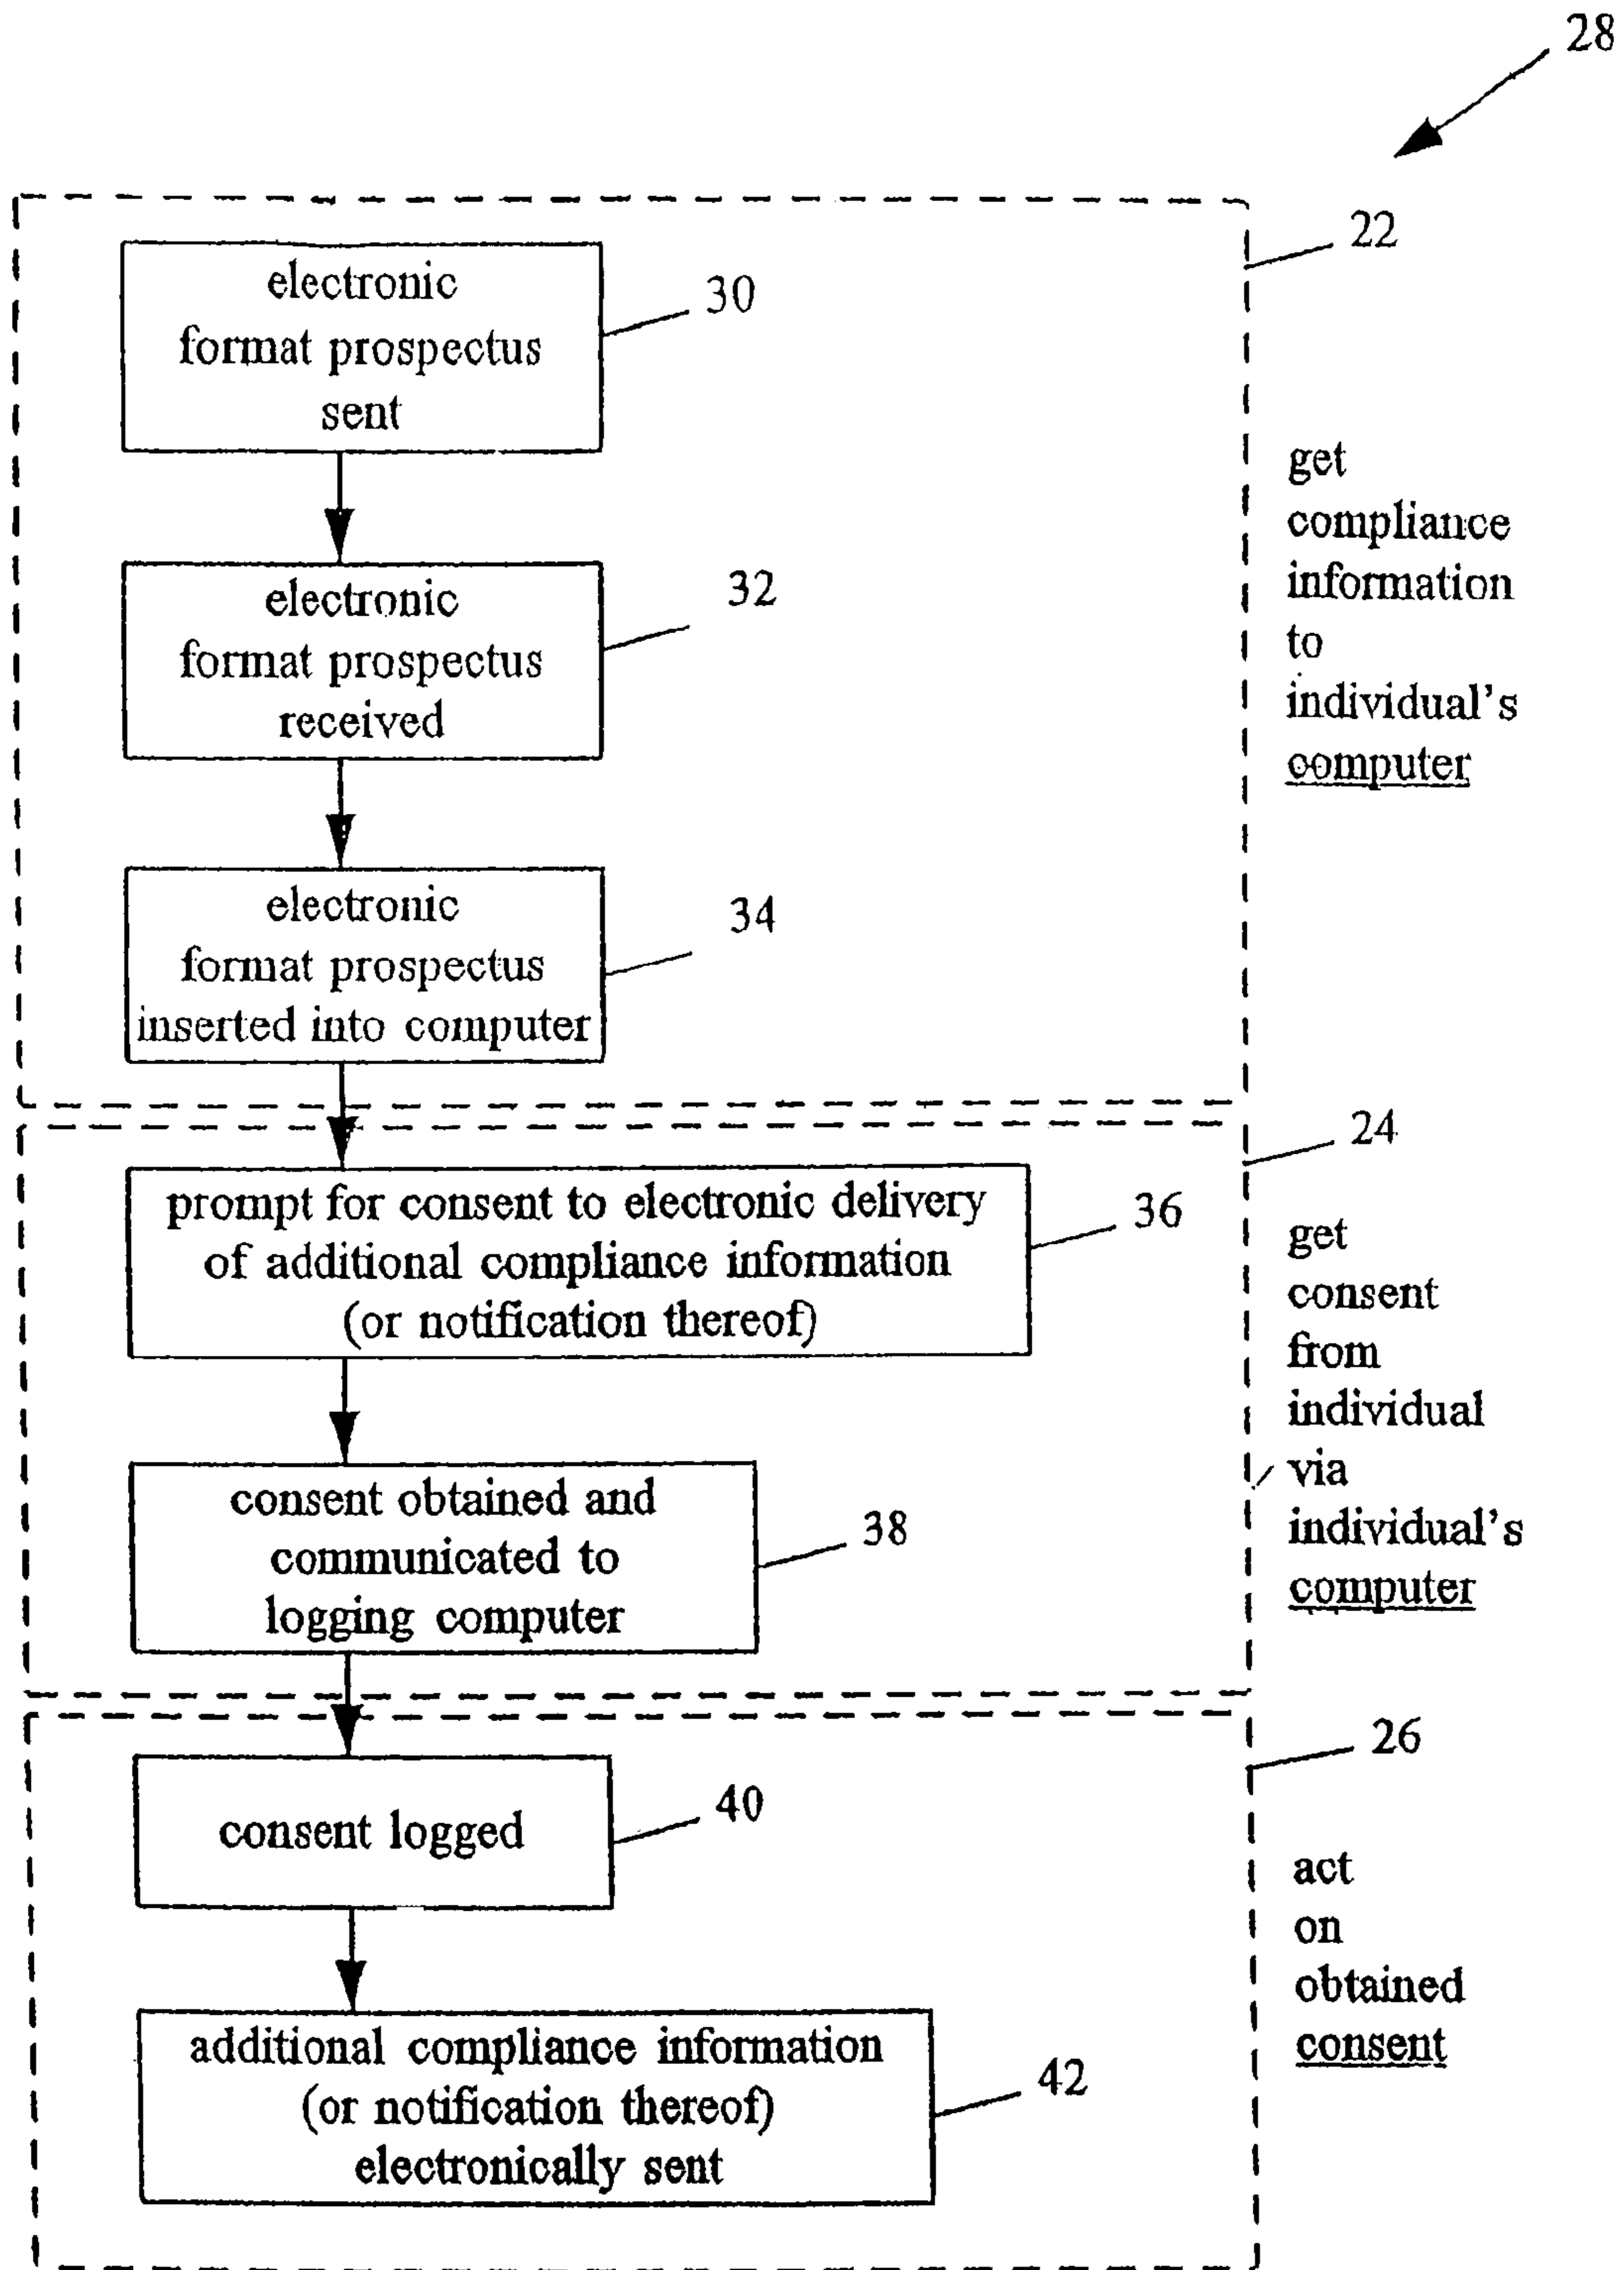 28
22
electronic
format prospectus
sent
30
get
compliance
information
to
individual's
computer
electronic
format prospectus
received
32
electronic
format prospectus
inserted into computer
34
24
prompt for consent to electronic delivery
of additional compliance information
(or notification thereof)
36
get
consent
from
individual
via
individual's
computer
consent obtained and
communicated to
logging computer
38
26
consent logged
40
act
on
obtained
consent
additional compliance information
(or notification thereof)
electronically sent
42